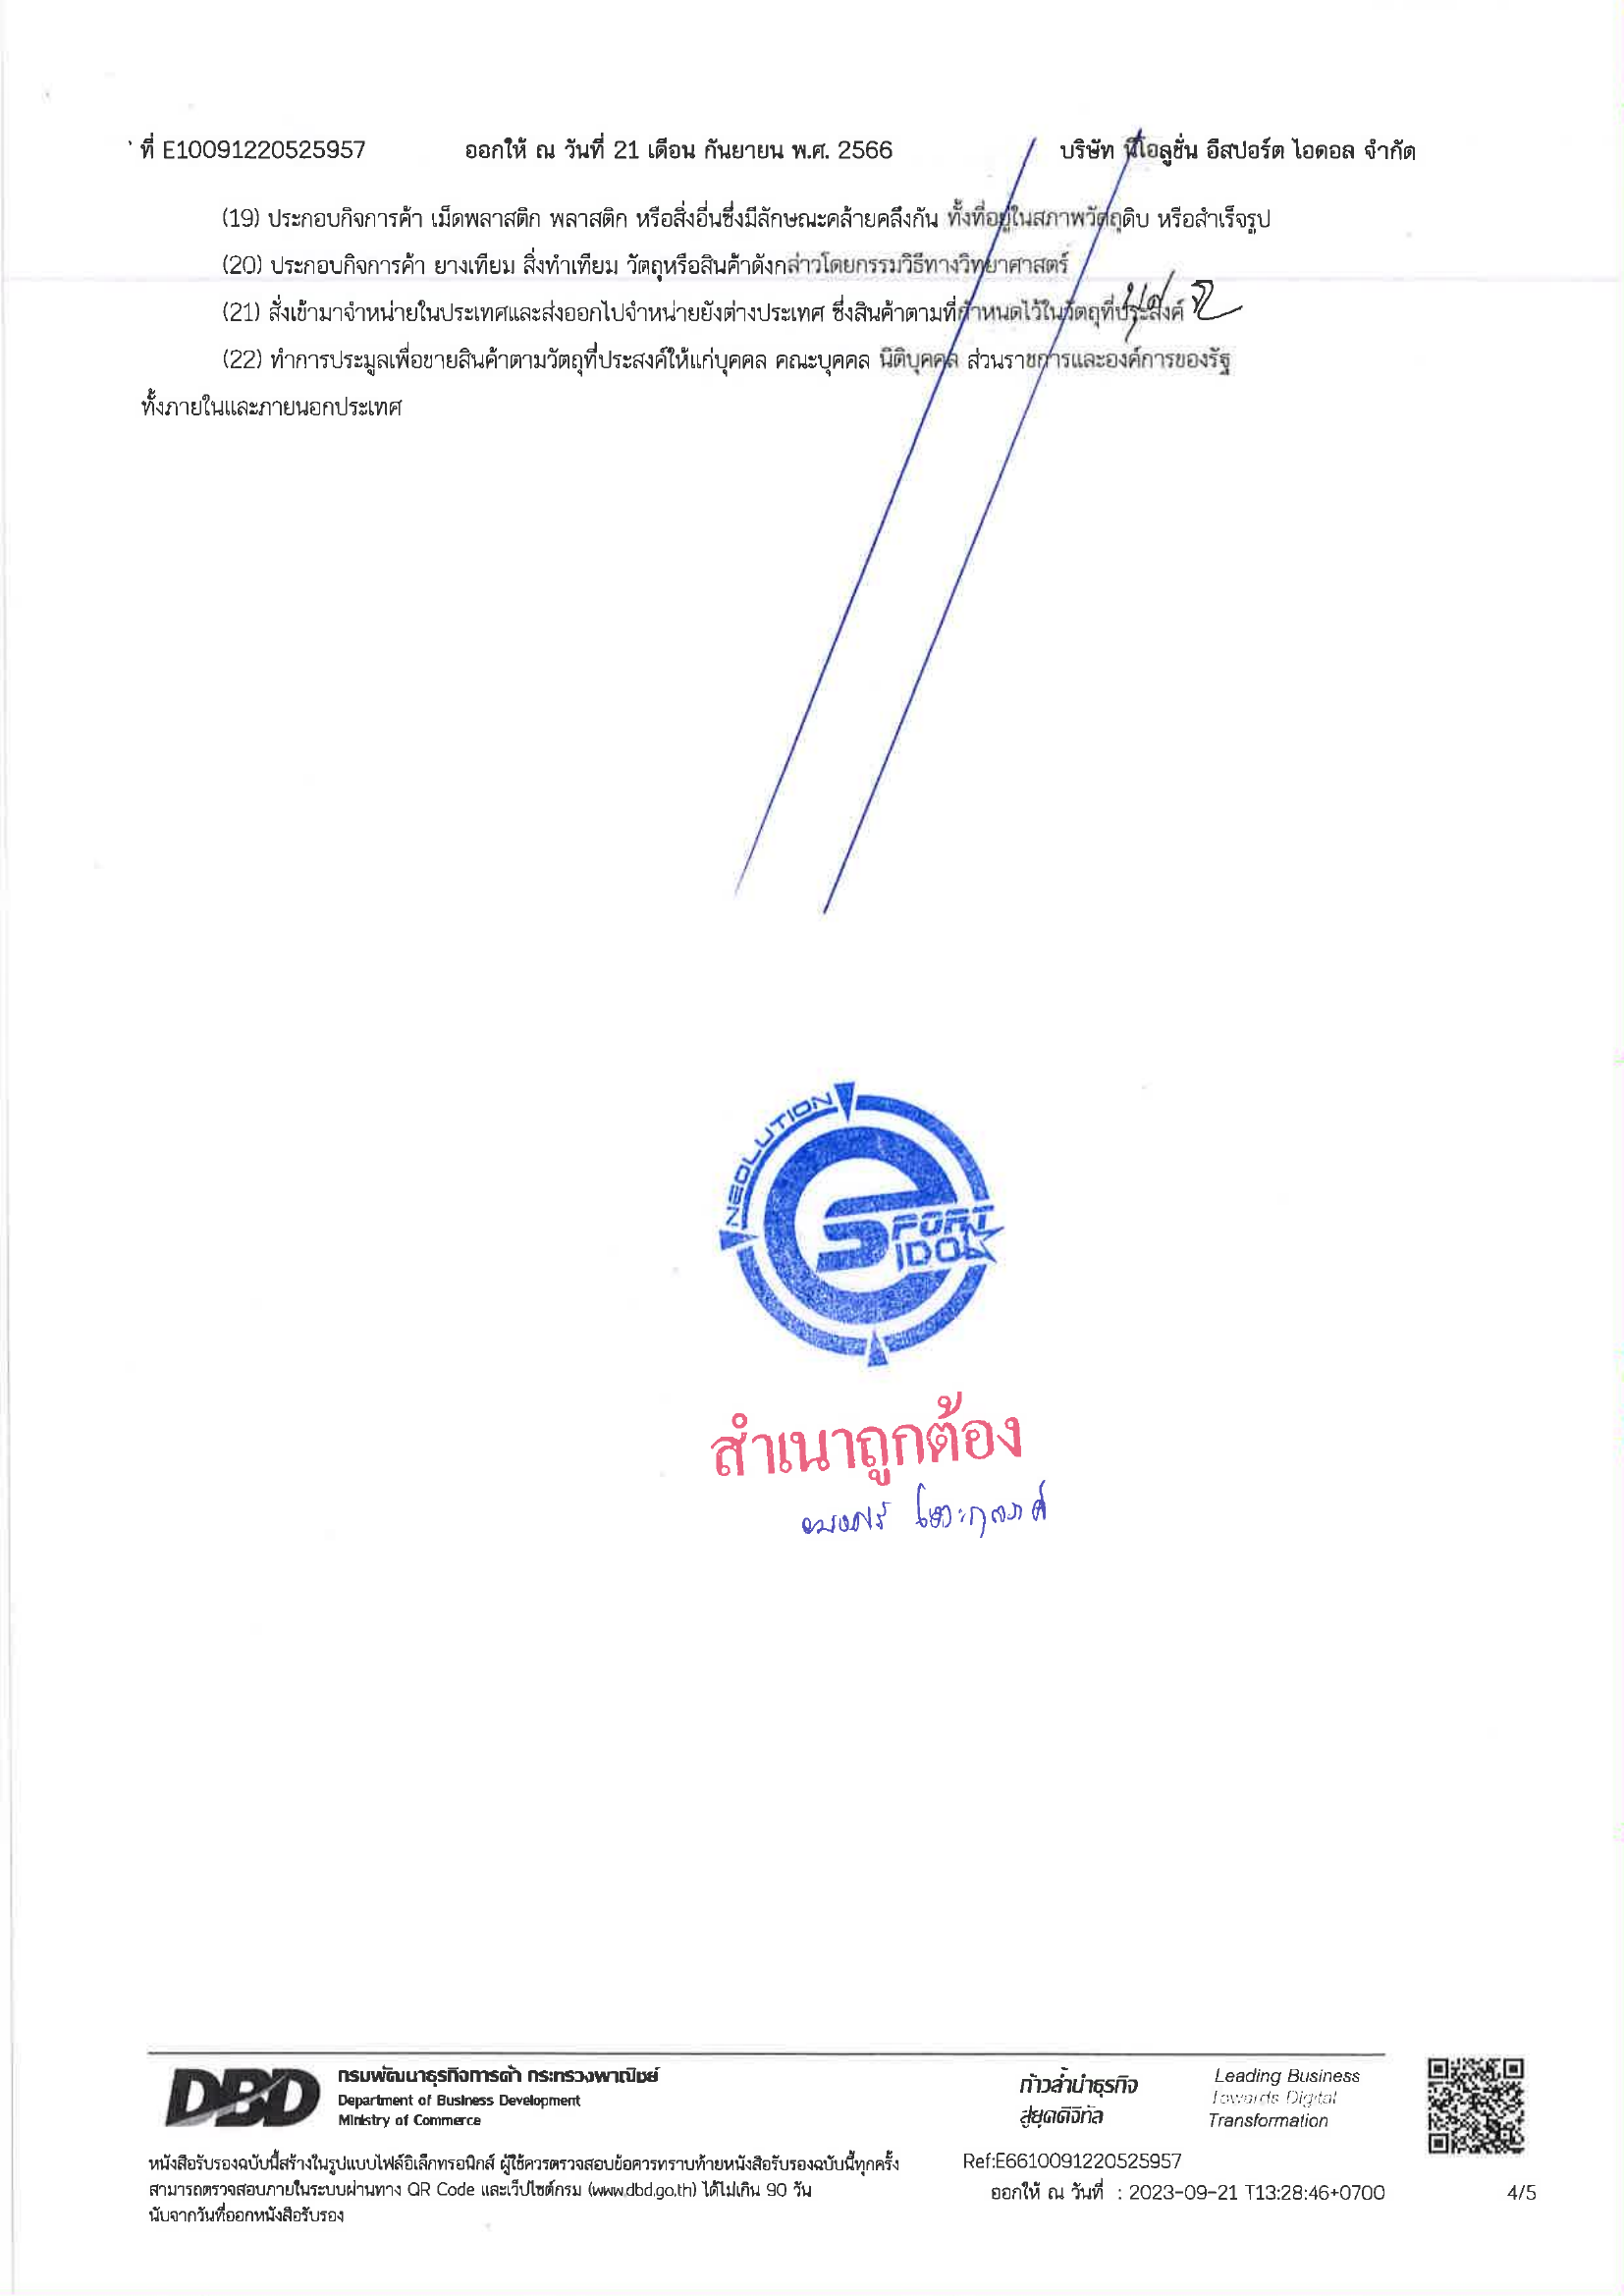 ที่ E10091220525957 ออกให้ ณ วันที่ 21 เดือน กันยายน พ.ศ. 2566 บริษัท นีโอลูชั่น อีสปอร์ต ไอดอล จำกัด
(19) ประกอบกิจการค้า เม็ดพลาสติก พลาสติก หรือสิ่งอื่นซึ่งมีลักษณะคล้ายคลึงกัน ทั้งที่อยู่ในสภาพวัตถุดิบ หรือสำเร็จรูป
(20) ประกอบกิจการค้า ยางเทียม สิ่งทำเทียม วัตถุหรือสินค้าดังกล่าวโดยกรรมวิธีทางวิทยาศาสตร์
(21) สั่งเข้ามาจำหน่ายในประเทศและส่งออกไปจำหน่ายยังต่างประเทศ ซึ่งสินค้าตามที่กำหนดไว้ในวัตถุที่ประสงค์
(22) ทำการประมูลเพื่อขายสินค้าตามวัตถุที่ประสงค์ให้แก่บุคคล คณะบุคคล นิติบุคคล ส่วนราชการและองค์การของรัฐ
ทั้งภายในและภายนอกประเทศ
NEOLUTION
eSPORT
IDOL
สำเนาถูกต้อง
DBD
กรมพัฒนาธุรกิจการค้า กระทรวงพาณิชย์
Department of Business Development
Ministry of Commerce
ก้าวล้ำนำธุรกิจ
สู่ยุคดิจิทัล
Leading Business
Towards Digital
Transformation
หนังสือรับรองฉบับนี้สร้างในรูปแบบไฟล์อิเล็กทรอนิกส์ ผู้ใช้ควรตรวจสอบข้อควรทราบท้ายหนังสือรับรองฉบับนี้ทุกครั้ง
สามารถตรวจสอบภายในระบบผ่านทาง QR Code และเว็บไซต์กรม (www.dbd.go.th) ได้ไม่เกิน 90 วัน
นับจากวันที่ออกหนังสือรับรอง
Ref:E6610091220525957
ออกให้ ณ วันที่ : 2023-09-21 T13:28:46+0700
4/5